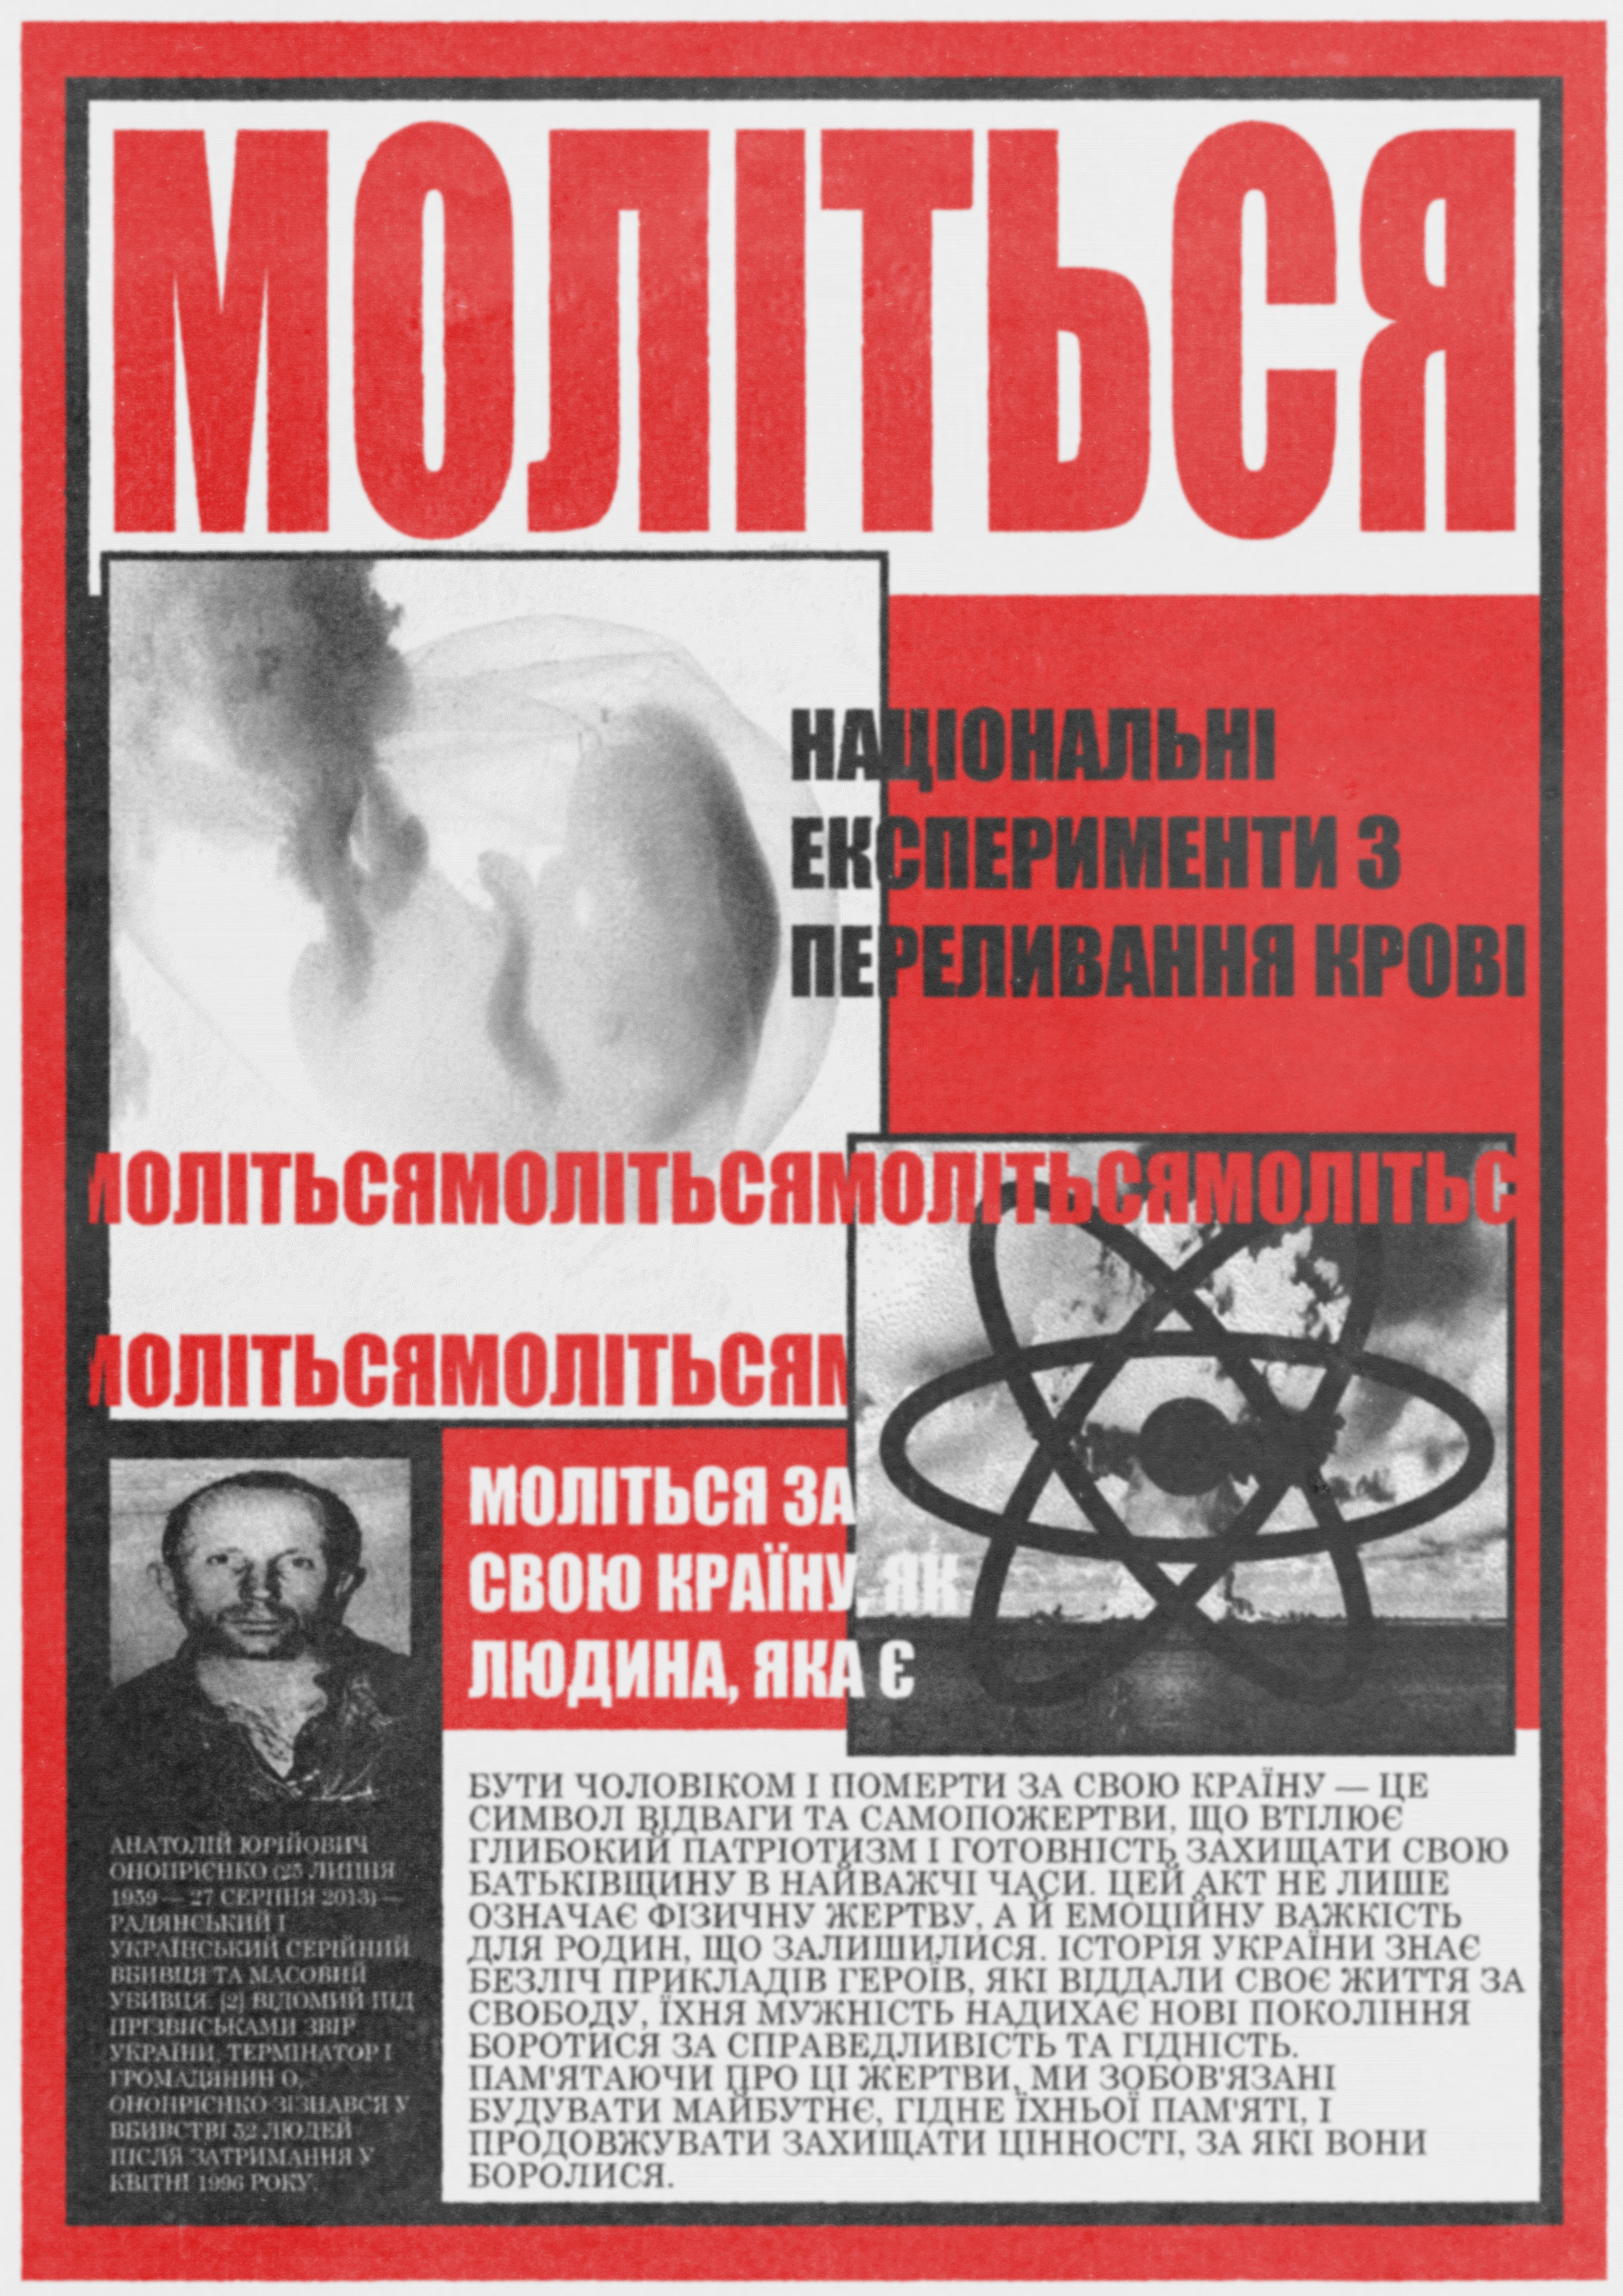 МОЛІТЬСЯ
НАЦІОНАЛЬНІ
ЕКСПЕРИМЕНТИ З
ПЕРЕЛИВАННЯ КРОВІ
МОЛІТЬСЯМОЛІТЬСЯМОЛІТЬСЯМОЛІТЬС
МОЛІТЬСЯМОЛІТЬСЯМ
МОЛІТЬСЯ ЗА
СВОЮ КРАЇНУ, ЯК
ЛЮДИНА, ЯКА Є
АНАТОЛІЙ ЮРІЙОВИЧ
ОНОПРІЄНКО (25 ЛИПНЯ
1959 — 27 СЕРПНЯ 2013) —
РАДЯНСЬКИЙ І
УКРАЇНСЬКИЙ СЕРІЙНИЙ
ВБИВЦЯ ТА МАСОВИЙ
УБИВЦЯ. [2] ВІДОМИЙ ПІД
ПРІЗВИСЬКАМИ ЗВІР
УКРАЇНИ, ТЕРМІНАТОР І
ГРОМАДЯНИН О,
ОНОПРІЄНКО ЗІЗНАВСЯ У
ВБИВСТВІ 52 ЛЮДЕЙ
ПІСЛЯ ЗАТРИМАННЯ У
КВІТНІ 1996 РОКУ.
БУТИ ЧОЛОВІКОМ І ПОМЕРТИ ЗА СВОЮ КРАЇНУ — ЦЕ
СИМВОЛ ВІДВАГИ ТА САМОПОЖЕРТВИ, ЩО ВТІЛЮЄ
ГЛИБОКИЙ ПАТРІОТИЗМ І ГОТОВНІСТЬ ЗАХИЩАТИ СВОЮ
БАТЬКІВЩИНУ В НАЙВАЖЧІ ЧАСИ. ЦЕЙ АКТ НЕ ЛИШЕ
ОЗНАЧАЄ ФІЗИЧНУ ЖЕРТВУ, А Й ЕМОЦІЙНУ ВАЖКІСТЬ
ДЛЯ РОДИН, ЩО ЗАЛИШИЛИСЯ. ІСТОРІЯ УКРАЇНИ ЗНАЄ
БЕЗЛІЧ ПРИКЛАДІВ ГЕРОЇВ, ЯКІ ВІДДАЛИ СВОЄ ЖИТТЯ ЗА
СВОБОДУ, ЇХНЯ МУЖНІСТЬ НАДИХАЄ НОВІ ПОКОЛІННЯ
БОРОТИСЯ ЗА СПРАВЕДЛИВІСТЬ ТА ГІДНІСТЬ.
ПАМ'ЯТАЮЧИ ПРО ЦІ ЖЕРТВИ, МИ ЗОБОВ'ЯЗАНІ
БУДУВАТИ МАЙБУТНЄ, ГІДНЕ ЇХНЬОЇ ПАМ'ЯТІ, І
ПРОДОВЖУВАТИ ЗАХИЩАТИ ЦІННОСТІ, ЗА ЯКІ ВОНИ
БОРОЛИСЯ.